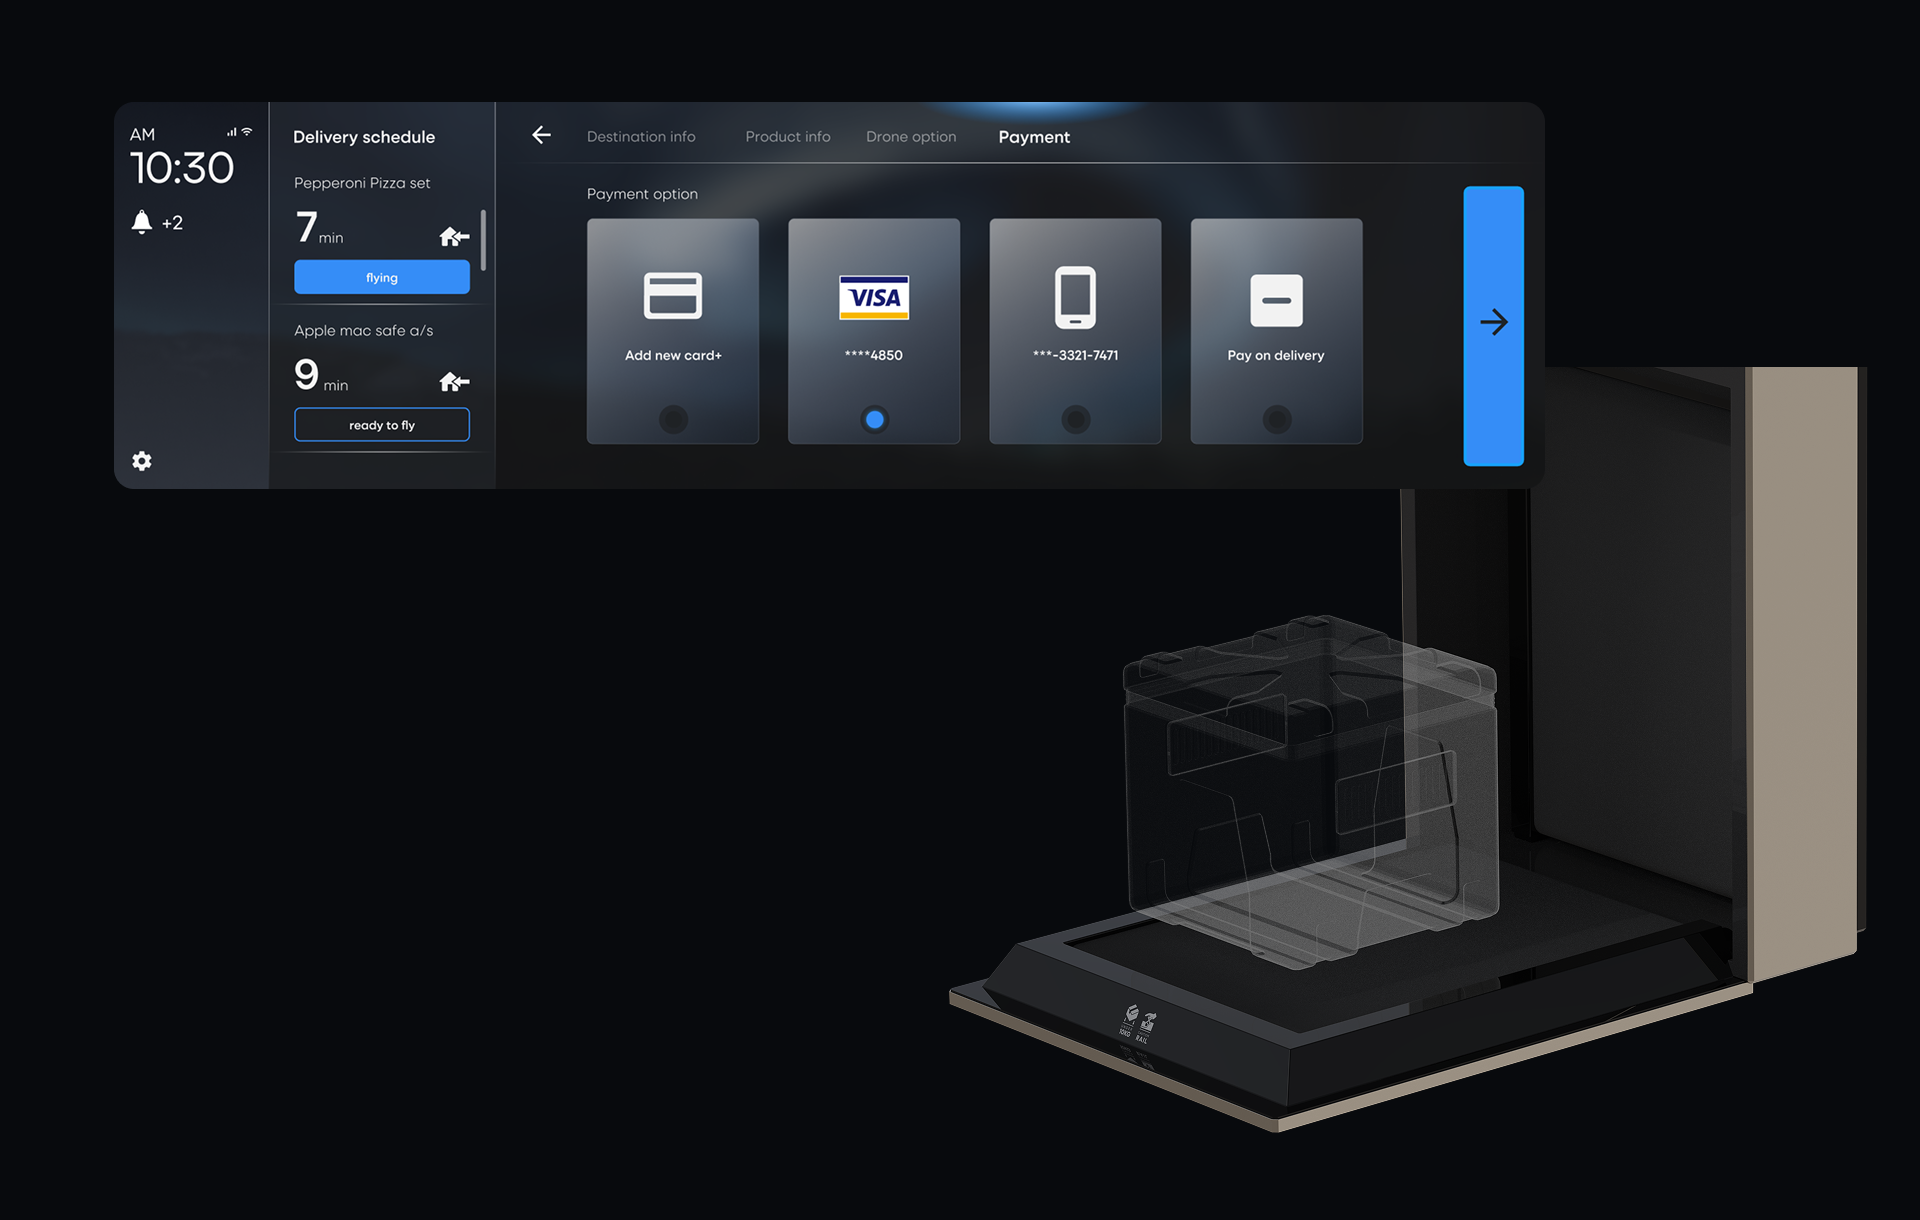 AM
10:30
+2
Delivery schedule
Pepperoni Pizza set
7 min
flying
Apple mac safe a/s
9 min
ready to fly
Destination info
Product info
Drone option
Payment
Payment option
Add new card+
VISA
****4850
***-3321-7471
Pay on delivery
10KG
RAIL